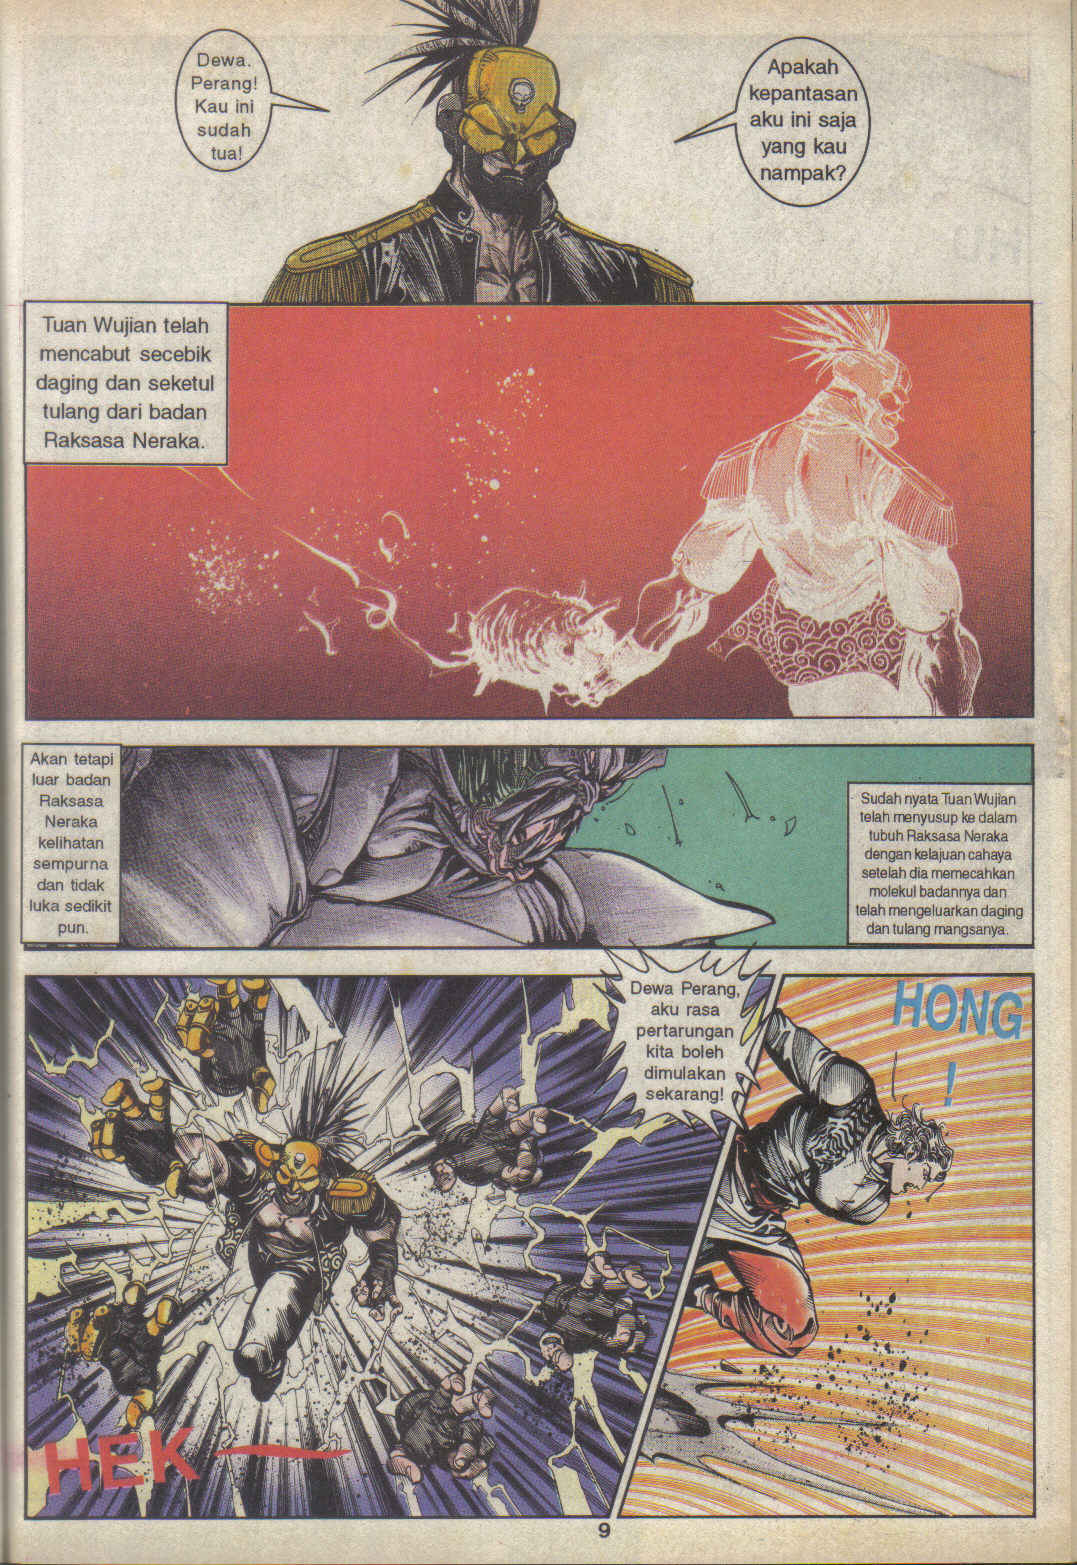 Dewa.
Perang!
Kau ini
sudah
tua!
Apakah
kepantasan
aku ini saja
yang kau
nampak?
Tuan Wujian telah
mencabut secebik
daging dan seketul
tulang dari badan
Raksasa Neraka.
Akan tetapi
luar badan
Raksasa
Neraka
kelihatan
sempurna
dan tidak
luka sedikit
pun.
Sudah nyata Tuan Wujian
telah menyusup ke dalam
tubuh Raksasa Neraka
dengan kelajuan cahaya
setelah dia memecahkan
molekul badannya dan
telah mengeluarkan daging
dan tulang mangsanya.
Dewa Perang,
aku rasa
pertarungan
kita boleh
dimulakan
sekarang!
HONG
!
HEK
9